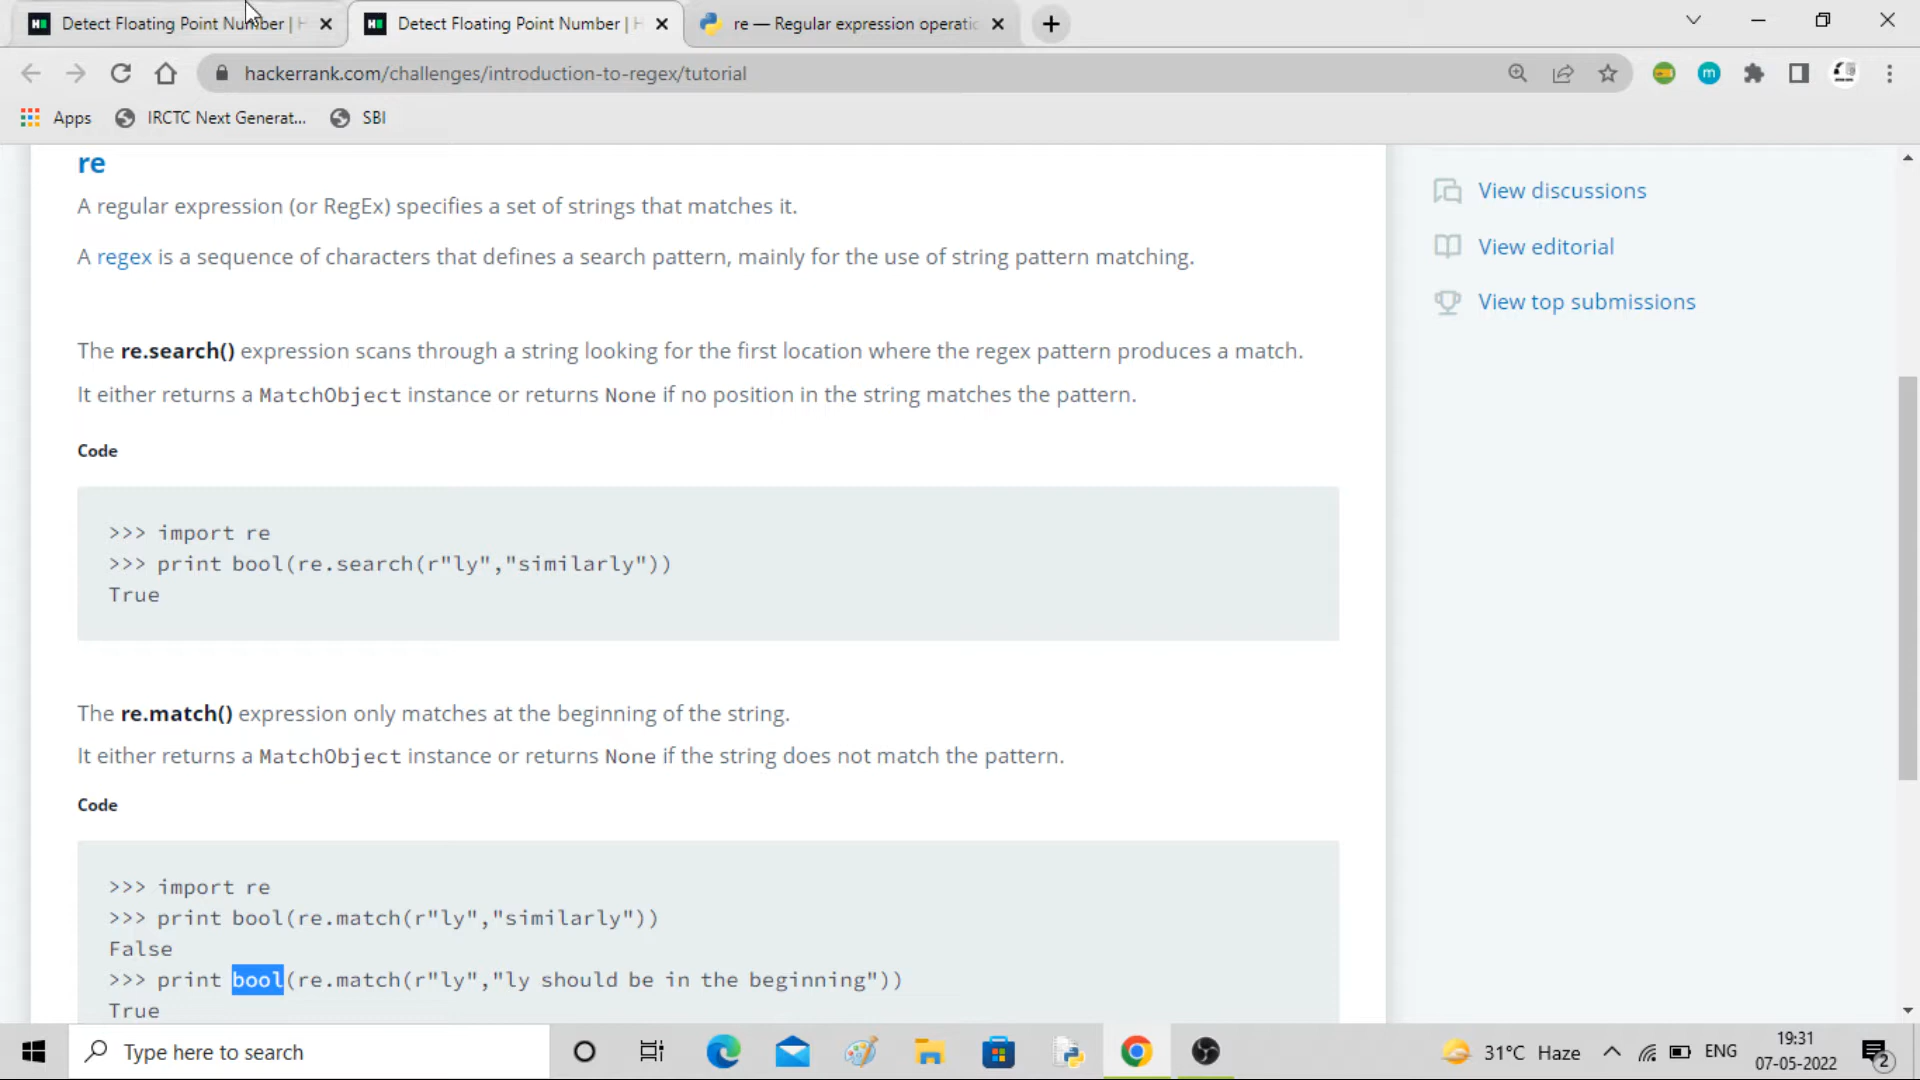 Detect Floating Point Number | H
Detect Floating Point Number | H
re — Regular expression operatic
hackerrank.com/challenges/introduction-to-regex/tutorial
Apps
IRCTC Next Generat...
SBI
re
A regular expression (or RegEx) specifies a set of strings that matches it.
A regex is a sequence of characters that defines a search pattern, mainly for the use of string pattern matching.
The re.search() expression scans through a string looking for the first location where the regex pattern produces a match.
It either returns a MatchObject instance or returns None if no position in the string matches the pattern.
Code
>>> import re
>>> print bool(re.search(r"ly","similarly"))
True
The re.match() expression only matches at the beginning of the string.
It either returns a MatchObject instance or returns None if the string does not match the pattern.
Code
>>> import re
>>> print bool(re.match(r"ly","similarly"))
False
>>> print bool(re.match(r"ly","ly should be in the beginning"))
True
View discussions
View editorial
View top submissions
Type here to search
31°C Haze
ENG
19:31
07-05-2022
2